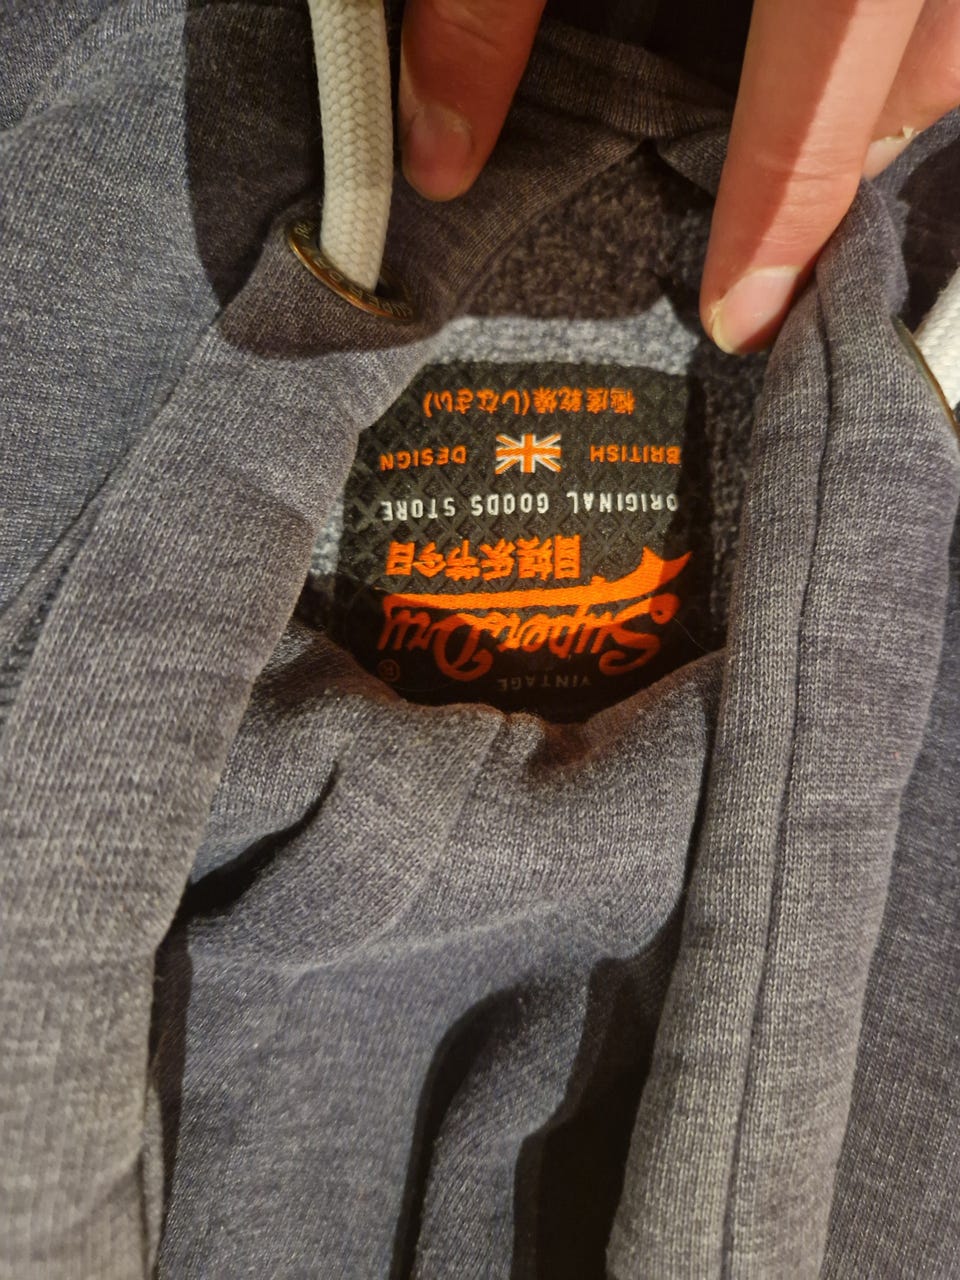 VINTAGE
SuperDry®
ORIGINAL GOODS STORE
BRITISH DESIGN
極度乾燥(しなさい)